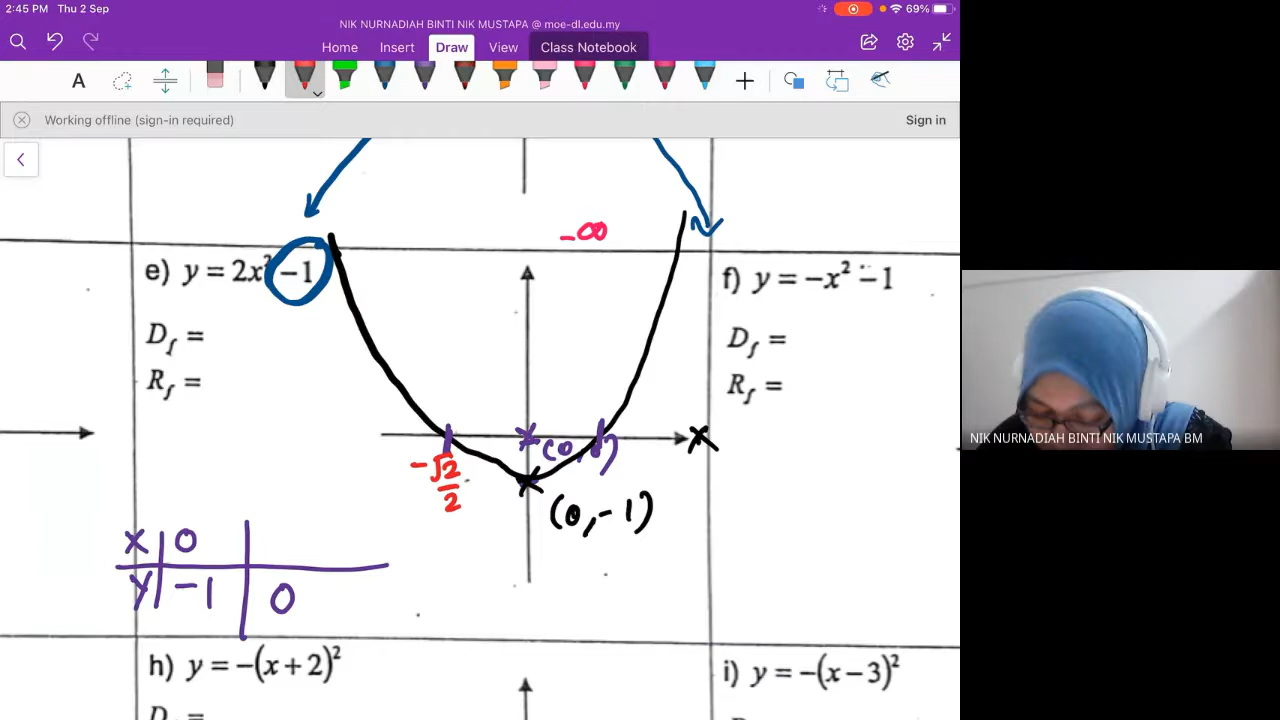 2:45 PM Thu 2 Sep
69%
NIK NURNADIAH BINTI NIK MUSTAPA @ moe-dl.edu.my
Home Insert Draw View Class Notebook
A
Working offline (sign-in required)
Sign in
-∞
e) y = 2x² -1
D_f =
R_f =
f) y = -x² -1
D_f =
R_f =
-√2/2
(0, -1)
x 0
y -1 0
h) y = -(x + 2)²
i) y = -(x - 3)²
NIK NURNADIAH BINTI NIK MUSTAPA BM